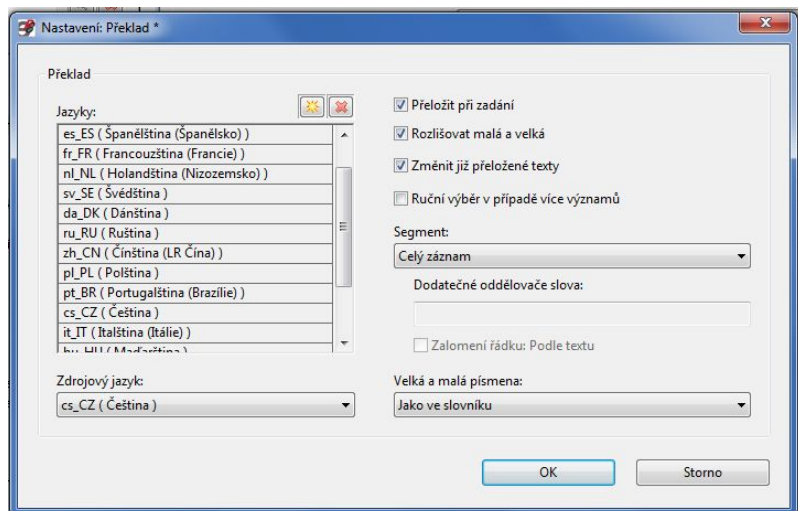 Nastavení: Překlad *
Překlad
Jazyky:
es_ES ( Španělština (Španělsko) )
fr_FR ( Francouzština (Francie) )
nl_NL ( Holandština (Nizozemsko) )
sv_SE ( Švédština )
da_DK ( Dánština )
ru_RU ( Ruština )
zh_CN ( Čínština (LR Čína) )
pl_PL ( Polština )
pt_BR ( Portugalština (Brazílie) )
cs_CZ ( Čeština )
it_IT ( Italština (Itálie) )
hu_HU ( Maďarština )
Zdrojový jazyk:
cs_CZ ( Čeština )
Přeložit při zadání
Rozlišovat malá a velká
Změnit již přeložené texty
Ruční výběr v případě více významů
Segment:
Celý záznam
Dodatečné oddělovače slova:
Zalomení řádku: Podle textu
Velká a malá písmena:
Jako ve slovníku
OK
Storno